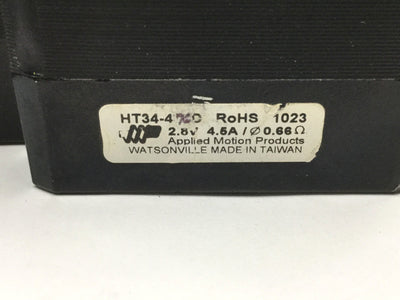 RoHS 1023
2.8V 4.5A / Ø 0.66 Ω
Applied Motion Products
WATSONVILLE MADE IN TAIWAN